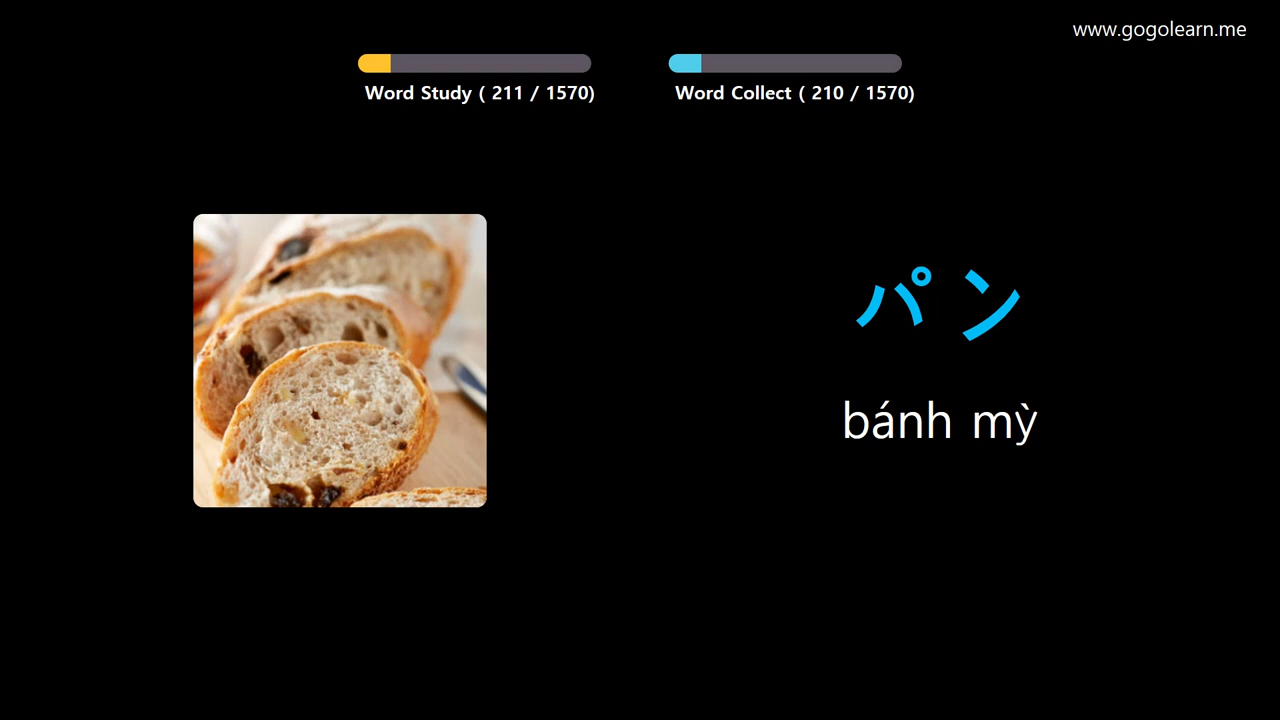 www.gogolearn.me
Word Study ( 211 / 1570)
Word Collect ( 210 / 1570)
パン
bánh mỳ